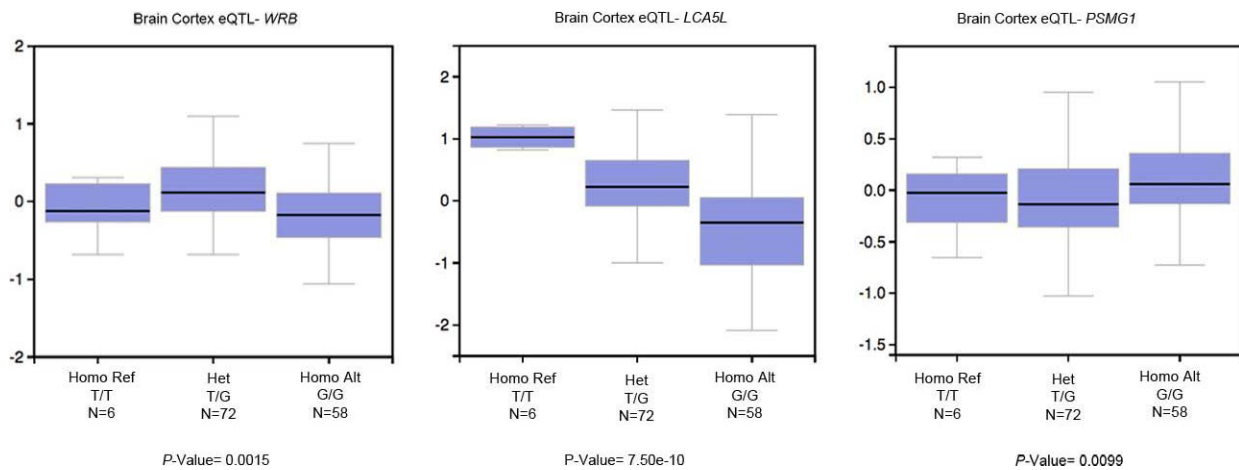 Brain Cortex eQTL- WRB
2
1
0
-1
-2
Homo Ref
T/T
N=6
Het
T/G
N=72
Homo Alt
G/G
N=58
P-Value= 0.0015
Brain Cortex eQTL- LCA5L
2
1
0
-1
-2
Homo Ref
T/T
N=6
Het
T/G
N=72
Homo Alt
G/G
N=58
P-Value= 7.50e-10
Brain Cortex eQTL- PSMG1
1.0
0.5
0.0
-0.5
-1.0
-1.5
Homo Ref
T/T
N=6
Het
T/G
N=72
Homo Alt
G/G
N=58
P-Value= 0.0099